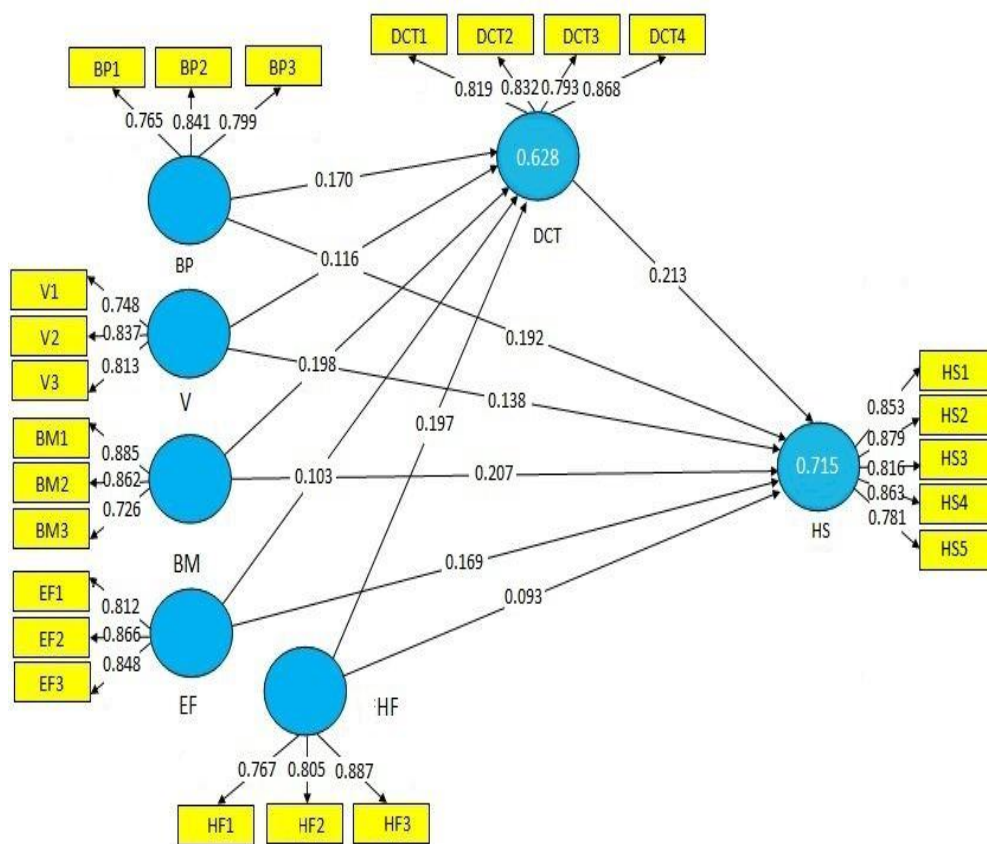 DCT1 DCT2 DCT3 DCT4
BP1 BP2 BP3
0.819 0.832 0.793 0.868
0.765 0.841 0.799
0.628
DCT
0.170
BP
0.116
0.213
V1
V2
V3
0.748
0.837
0.813
V
0.192
0.198
0.138
0.197
BM1
BM2
BM3
0.885
0.862
0.726
BM
0.103
0.207
0.715
HS
HS1
HS2
HS3
HS4
HS5
0.853
0.879
0.816
0.863
0.781
0.169
0.093
EF1
EF2
EF3
0.812
0.866
0.848
EF
HF
0.767 0.805 0.887
HF1 HF2 HF3